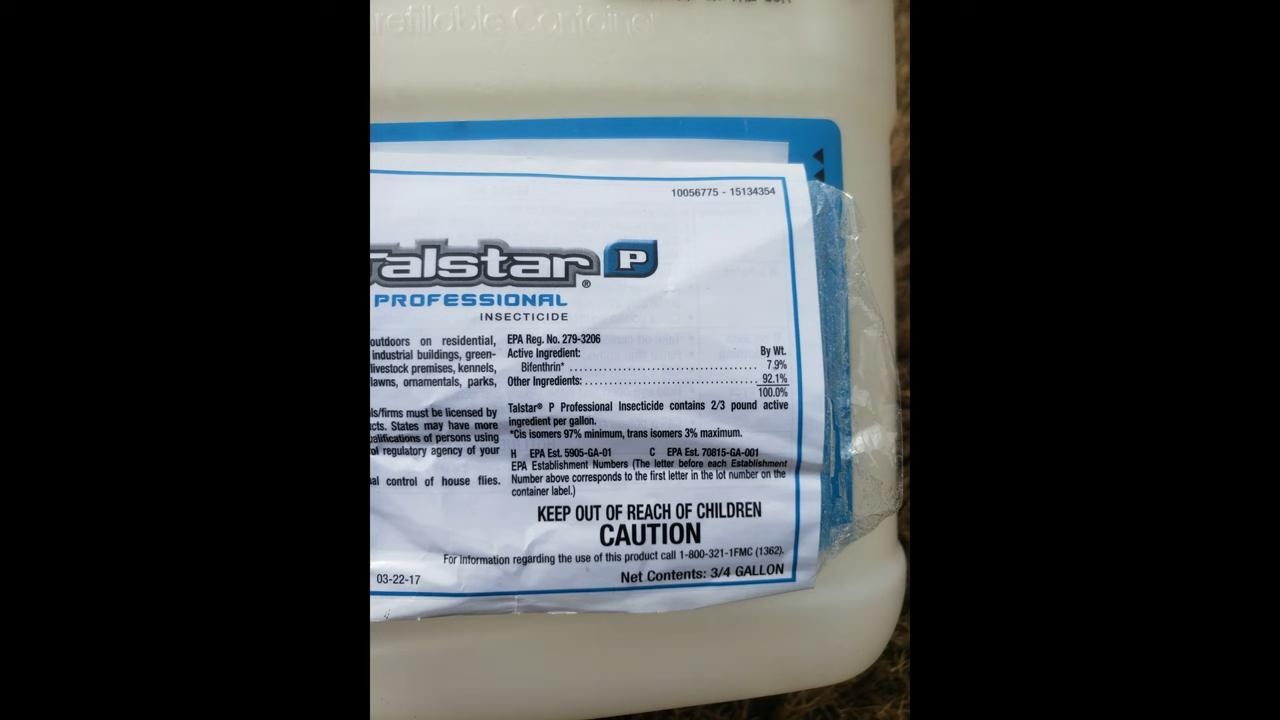 refillable Container
10056775 - 15134354
Talstar® P
PROFESSIONAL
INSECTICIDE
outdoors on residential,
industrial buildings, green-
livestock premises, kennels,
lawns, ornamentals, parks,
ls/firms must be licensed by
cts. States may have more
qualifications of persons using
ol regulatory agency of your
al control of house flies.
EPA Reg. No. 279-3206
Active Ingredient: By Wt.
Bifenthrin* 7.9%
Other Ingredients: 92.1%
100.0%
Talstar® P Professional Insecticide contains 2/3 pound active
ingredient per gallon.
*Cis isomers 97% minimum, trans isomers 3% maximum.
H EPA Est. 5905-GA-01 C EPA Est. 70815-GA-001
EPA Establishment Numbers (The letter before each Establishment
Number above corresponds to the first letter in the lot number on the
container label.)
KEEP OUT OF REACH OF CHILDREN
CAUTION
For information regarding the use of this product call 1-800-321-1FMC (1362).
03-22-17
Net Contents: 3/4 GALLON